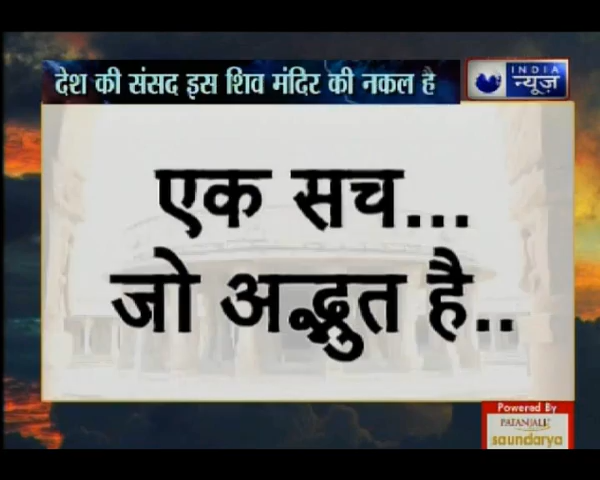 देश की संसद इस शिव मंदिर की नकल है
INDIA
न्यूज़
एक सच...
जो अद्भुत है..
Powered By
PATANJALI
saundarya